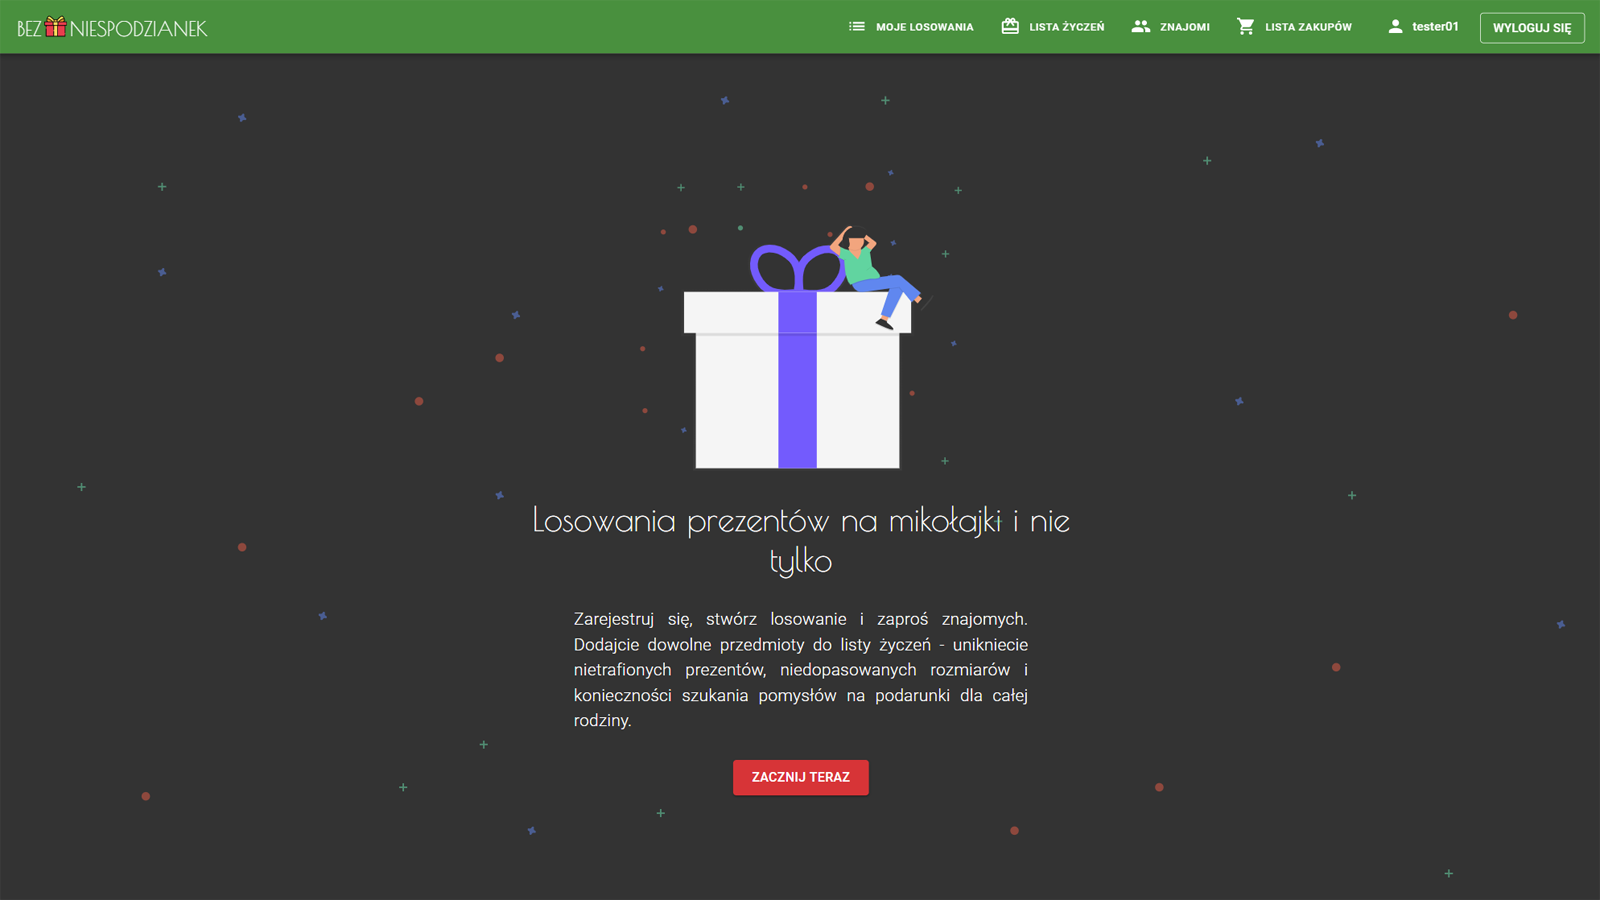 BEZ NIESPODZIANEK
MOJE LOSOWANIA
LISTA ŻYCZEŃ
ZNAJOMI
LISTA ZAKUPÓW
tester01
WYLOGUJ SIĘ
Losowania prezentów na mikołajki i nie
tylko
Zarejestruj się, stwórz losowanie i zaproś znajomych.
Dodajcie dowolne przedmioty do listy życzeń - unikniecie
nietrafionych prezentów, niedopasowanych rozmiarów i
konieczności szukania pomysłów na podarunki dla całej
rodziny.
ZACZNIJ TERAZ